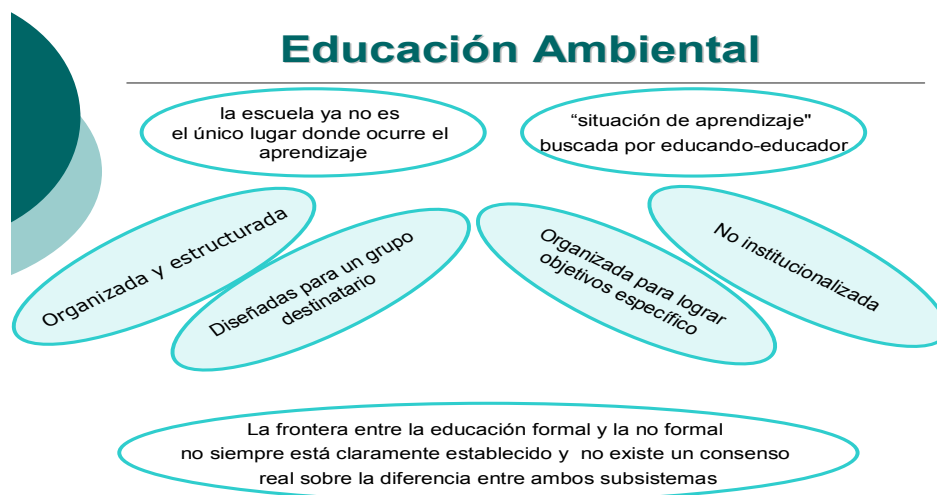 Educación Ambiental
la escuela ya no es
el único lugar donde ocurre el
aprendizaje
“situación de aprendizaje"
buscada por educando-educador
Organizada y estructurada
Diseñadas para un grupo
destinatario
Organizada para lograr
objetivos específico
No institucionalizada
La frontera entre la educación formal y la no formal
no siempre está claramente establecido y no existe un consenso
real sobre la diferencia entre ambos subsistemas